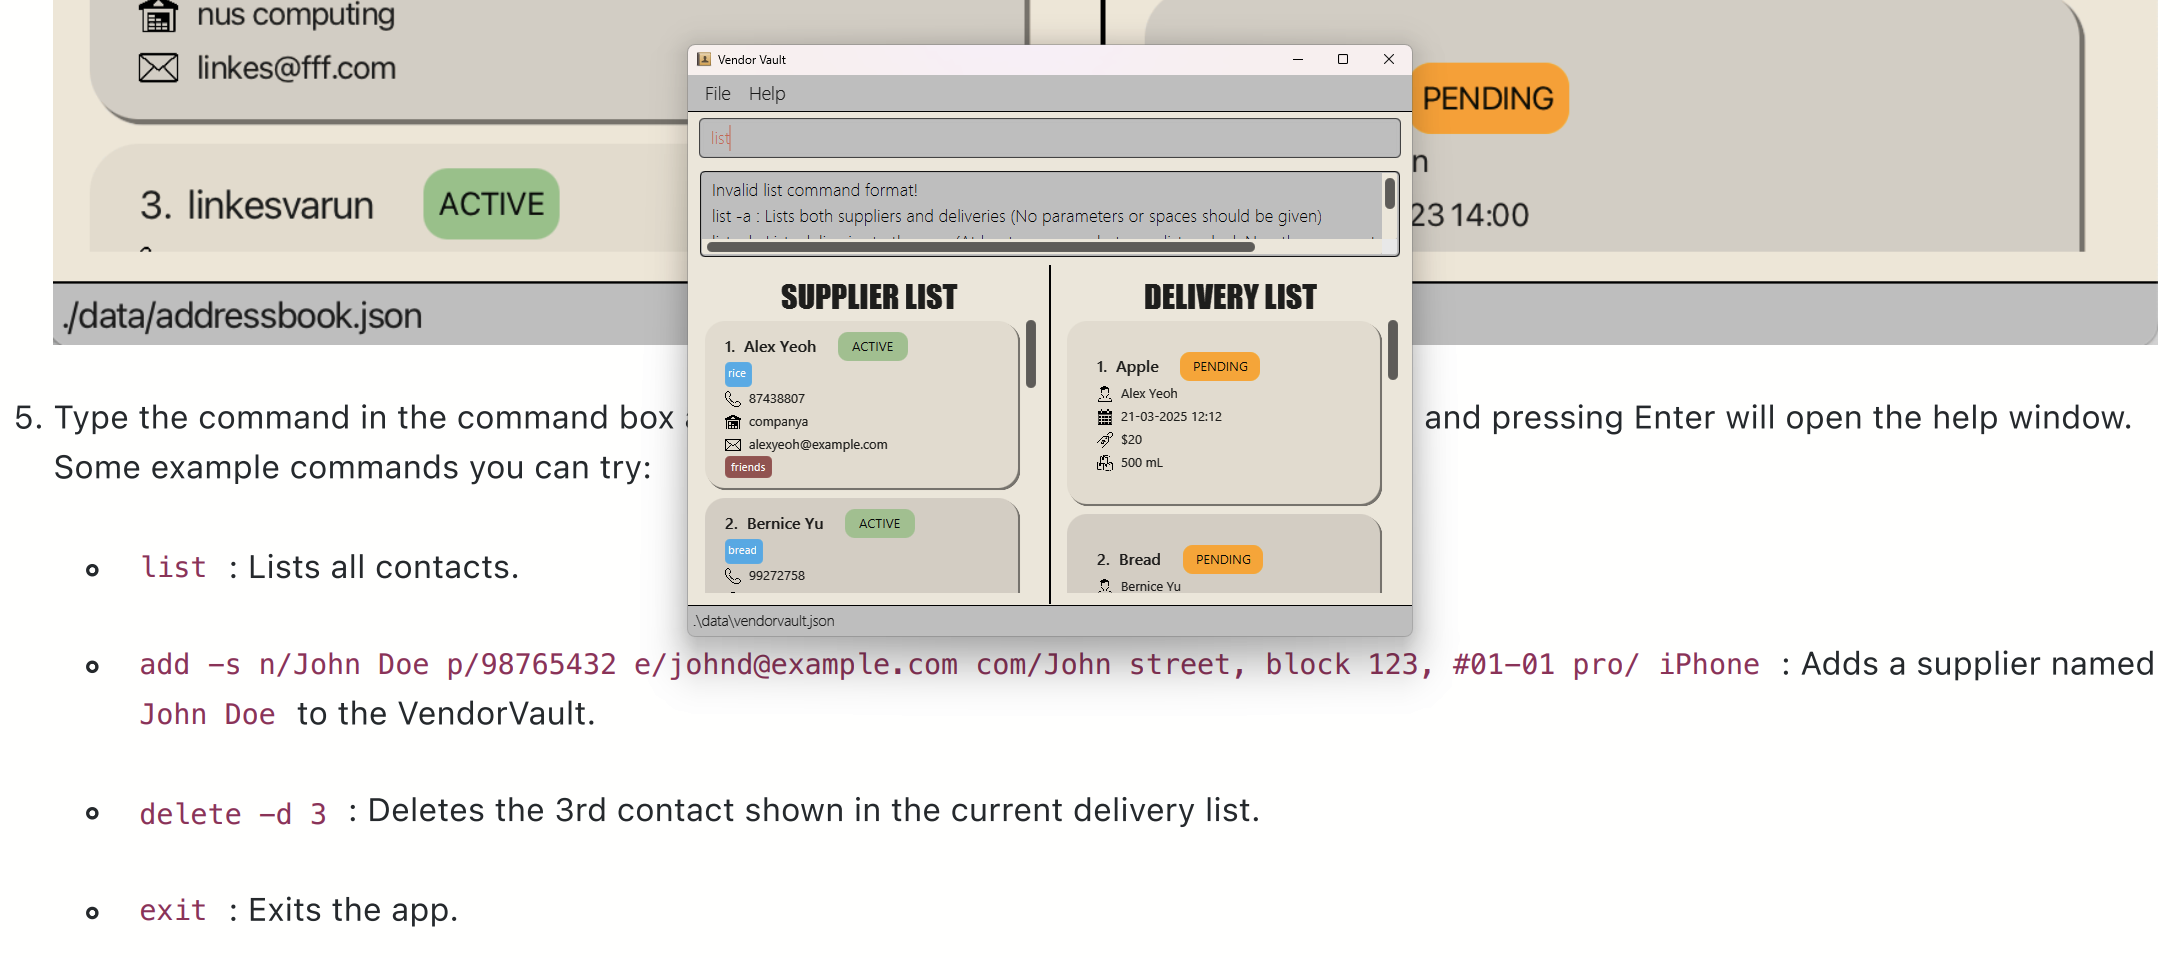 nus computing
linkes@fff.com
3. linkesvarun ACTIVE
./data/addressbook.json
PENDING
n
23 14:00
Vendor Vault
File Help
list
Invalid list command format!
list -a : Lists both suppliers and deliveries (No parameters or spaces should be given)
SUPPLIER LIST
1. Alex Yeoh ACTIVE
rice
87438807
companya
alexyeoh@example.com
friends
2. Bernice Yu ACTIVE
bread
99272758
DELIVERY LIST
1. Apple PENDING
Alex Yeoh
21-03-2025 12:12
$20
500 mL
2. Bread PENDING
Bernice Yu
.\data\vendorvault.json
5. Type the command in the command box and pressing Enter will open the help window.
Some example commands you can try:
list : Lists all contacts.
add -s n/John Doe p/98765432 e/johnd@example.com com/John street, block 123, #01-01 pro/ iPhone : Adds a supplier named
John Doe to the VendorVault.
delete -d 3 : Deletes the 3rd contact shown in the current delivery list.
exit : Exits the app.